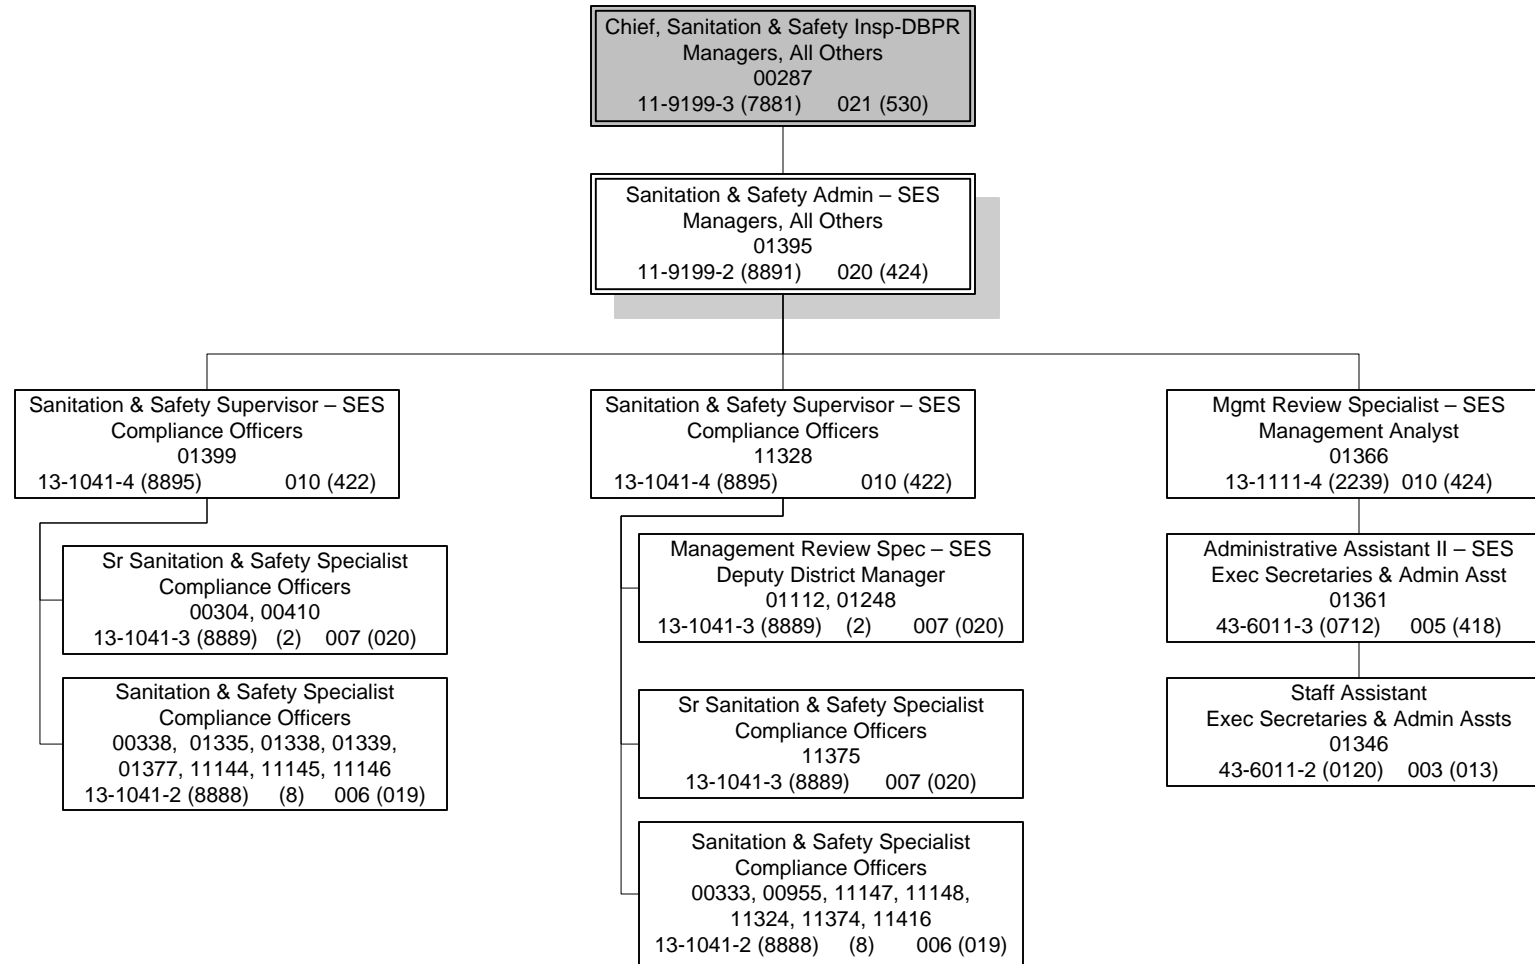 Chief, Sanitation & Safety Insp-DBPR
Managers, All Others
00287
11-9199-3 (7881) 021 (530)
Sanitation & Safety Admin – SES
Managers, All Others
01395
11-9199-2 (8891) 020 (424)
Sanitation & Safety Supervisor – SES
Compliance Officers
01399
13-1041-4 (8895) 010 (422)
Sr Sanitation & Safety Specialist
Compliance Officers
00304, 00410
13-1041-3 (8889) (2) 007 (020)
Sanitation & Safety Specialist
Compliance Officers
00338, 01335, 01338, 01339,
01377, 11144, 11145, 11146
13-1041-2 (8888) (8) 006 (019)
Sanitation & Safety Supervisor – SES
Compliance Officers
11328
13-1041-4 (8895) 010 (422)
Management Review Spec – SES
Deputy District Manager
01112, 01248
13-1041-3 (8889) (2) 007 (020)
Sr Sanitation & Safety Specialist
Compliance Officers
11375
13-1041-3 (8889) 007 (020)
Sanitation & Safety Specialist
Compliance Officers
00333, 00955, 11147, 11148,
11324, 11374, 11416
13-1041-2 (8888) (8) 006 (019)
Mgmt Review Specialist – SES
Management Analyst
01366
13-1111-4 (2239) 010 (424)
Administrative Assistant II – SES
Exec Secretaries & Admin Asst
01361
43-6011-3 (0712) 005 (418)
Staff Assistant
Exec Secretaries & Admin Assts
01346
43-6011-2 (0120) 003 (013)